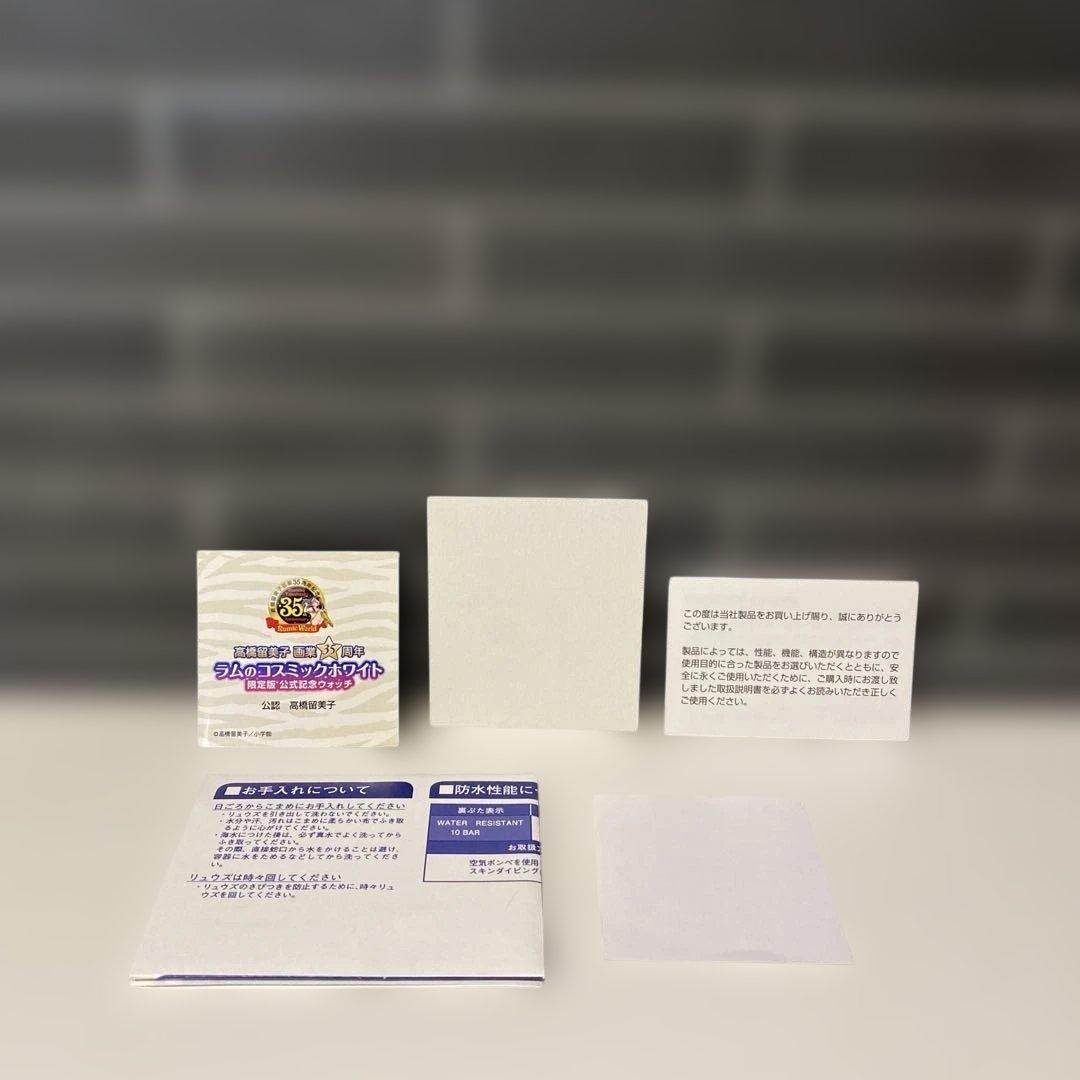 35
Rumic World
高橋留美子 画業35周年
ラムのコスミックホワイト
限定版 公式記念ウォッチ
公認 高橋留美子
©高橋留美子／小学館
この度は当社製品をお買い上げ賜り、誠にありがとう
ございます。
製品によっては、性能、機能、構造が異なりますので
使用目的に合った製品をお選びいただくとともに、安
全に永くご使用いただくために、ご購入時にお渡し致
しました取扱説明書を必ずよくお読みいただき正しく
ご使用ください。
■お手入れについて
日ごろからこまめにお手入れしてください
・リュウズを引き出して洗わないでください。
・水分や汗、汚れはこまめに柔らかい布でふき取
るように心がけてください。
・海水につけた後は、必ず真水でよく洗ってから
ふき取ってください。
その際、直接蛇口から水をかけることは避け、
容器に水をためるなどしてから洗ってくださ
い。
リュウズは時々回してください
・リュウズのさびつきを防止するために、時々リュ
ウズを回してください。
■防水性能に
裏ぶた表示
WATER RESISTANT
10 BAR
お取扱
空気ボンベを使用
スキンダイビング